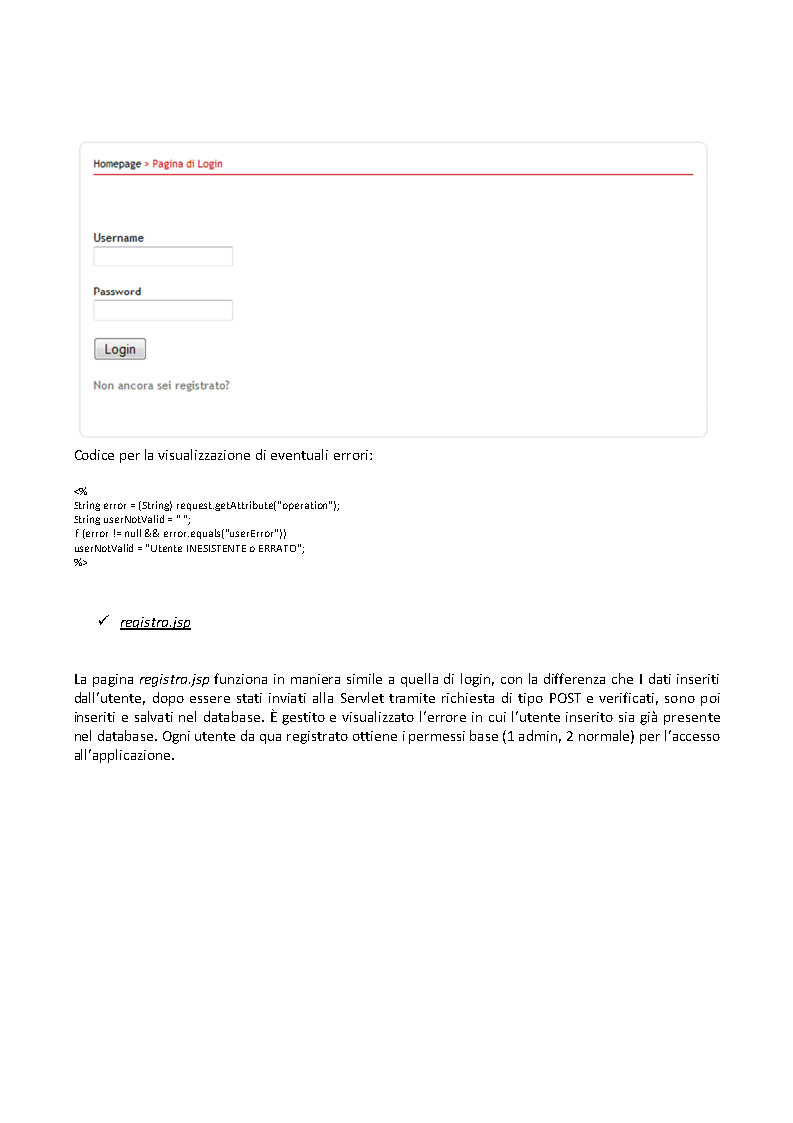 Homepage > Pagina di Login
Username
Password
Login
Non ancora sei registrato?
Codice per la visualizzazione di eventuali errori:
<%
String error = (String) request.getAttribute("operation");
String userNotValid = " ";
f (error != null && error.equals("userError"))
userNotValid = "Utente INESISTENTE o ERRATO";
%>
✓ registra.jsp
La pagina registra.jsp funziona in maniera simile a quella di login, con la differenza che I dati inseriti
dall'utente, dopo essere stati inviati alla Servlet tramite richiesta di tipo POST e verificati, sono poi
inseriti e salvati nel database. È gestito e visualizzato l'errore in cui l'utente inserito sia già presente
nel database. Ogni utente da qua registrato ottiene i permessi base (1 admin, 2 normale) per l'accesso
all'applicazione.